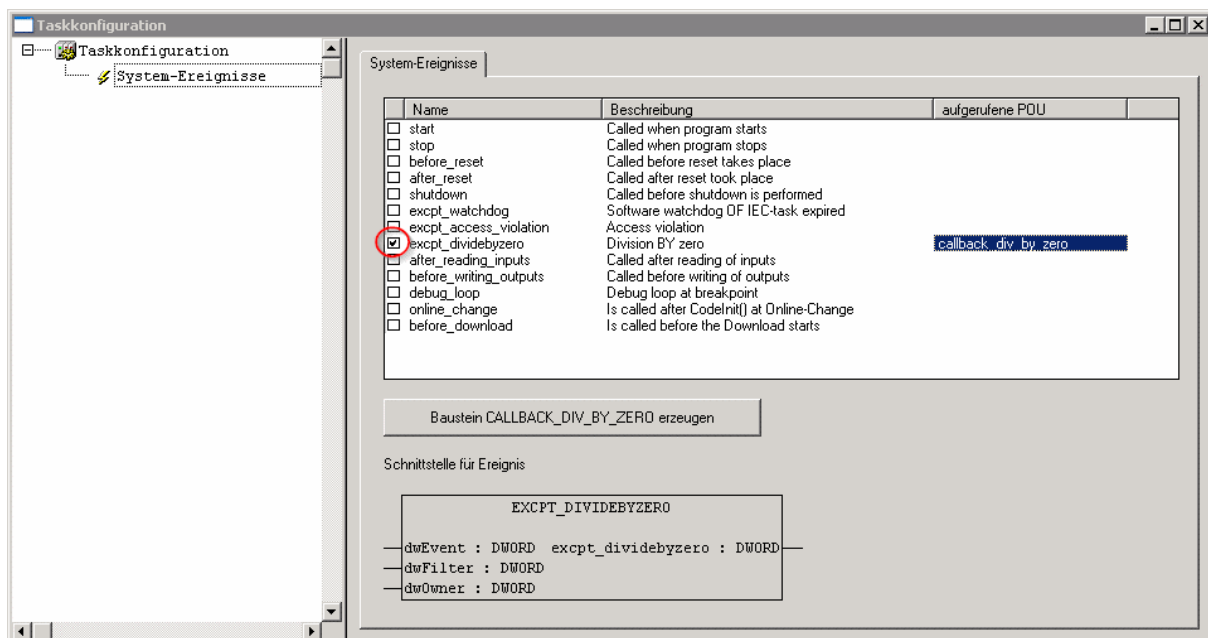 Taskkonfiguration
Taskkonfiguration
System-Ereignisse
System-Ereignisse
Name Beschreibung aufgerufene POU
start Called when program starts
stop Called when program stops
before_reset Called before reset takes place
after_reset Called after reset took place
shutdown Called before shutdown is performed
excpt_watchdog Software watchdog OF IEC-task expired
excpt_access_violation Access violation
excpt_dividebyzero Division BY zero callback_div_by_zero
after_reading_inputs Called after reading of inputs
before_writing_outputs Called before writing of outputs
debug_loop Debug loop at breakpoint
online_change Is called after CodeInit() at Online-Change
before_download Is called before the Download starts
Baustein CALLBACK_DIV_BY_ZERO erzeugen
Schnittstelle für Ereignis
EXCPT_DIVIDEBYZERO
dwEvent : DWORD excpt_dividebyzero : DWORD
dwFilter : DWORD
dwOwner : DWORD